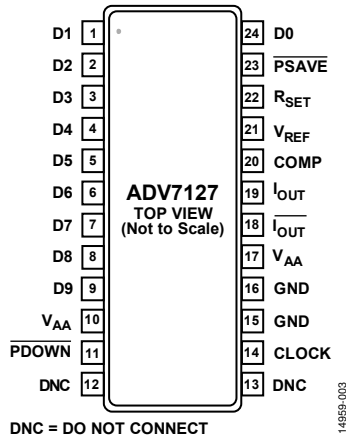 D1 1 24 D0
D2 2 23 PSAVE
D3 3 22 RSET
D4 4 21 VREF
D5 5 20 COMP
D6 6 19 IOUT
D7 7 18 IOUT
D8 8 17 VAA
D9 9 16 GND
VAA 10 15 GND
PDOWN 11 14 CLOCK
DNC 12 13 DNC
ADV7127
TOP VIEW
(Not to Scale)
DNC = DO NOT CONNECT
14959-003